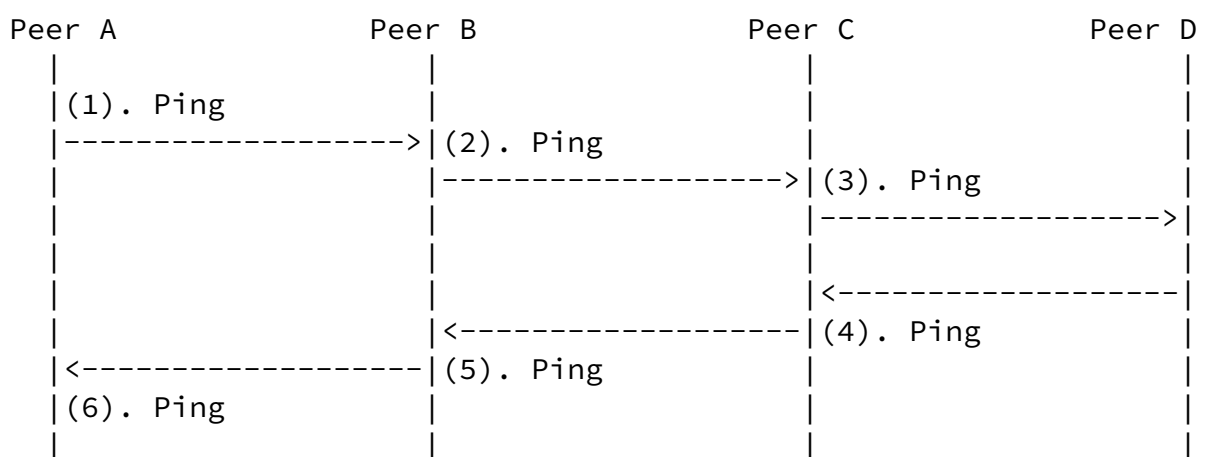 Peer A Peer B Peer C Peer D
(1). Ping
(2). Ping
(3). Ping
(4). Ping
(5). Ping
(6). Ping